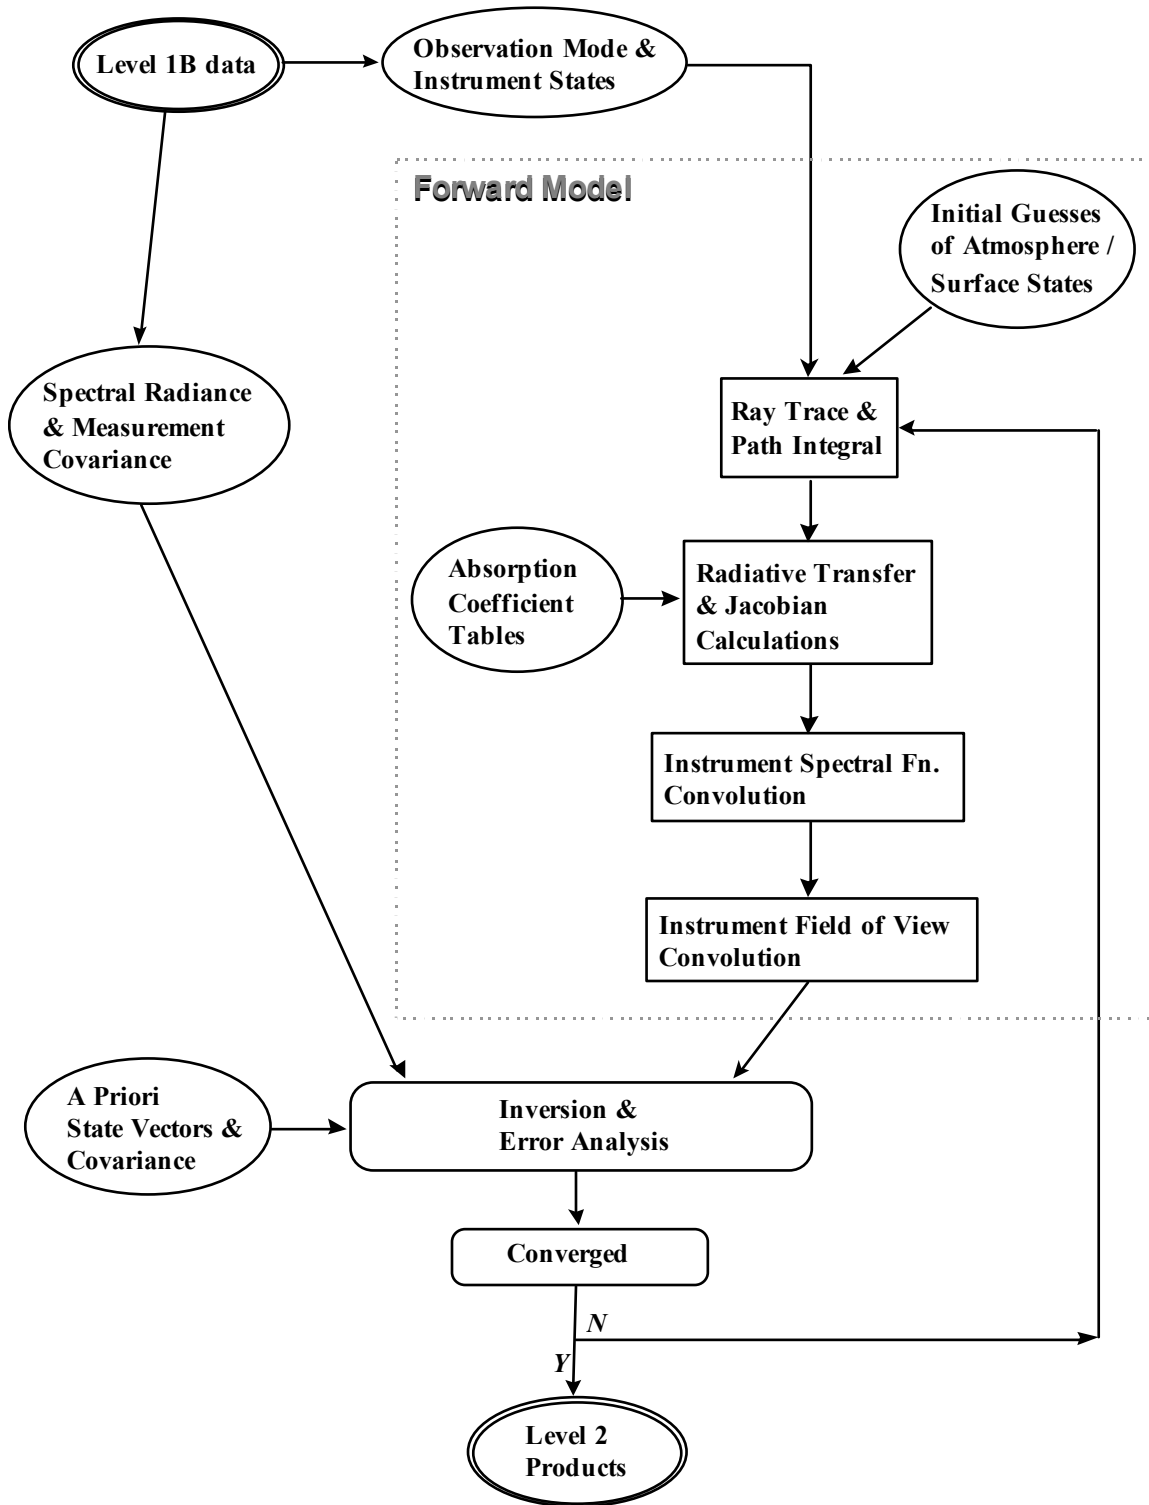 Level 1B data
Observation Mode &
Instrument States
Forward Model
Initial Guesses
of Atmosphere /
Surface States
Spectral Radiance
& Measurement
Covariance
Ray Trace &
Path Integral
Absorption
Coefficient
Tables
Radiative Transfer
& Jacobian
Calculations
Instrument Spectral Fn.
Convolution
Instrument Field of View
Convolution
A Priori
State Vectors &
Covariance
Inversion &
Error Analysis
Converged
N
Y
Level 2
Products